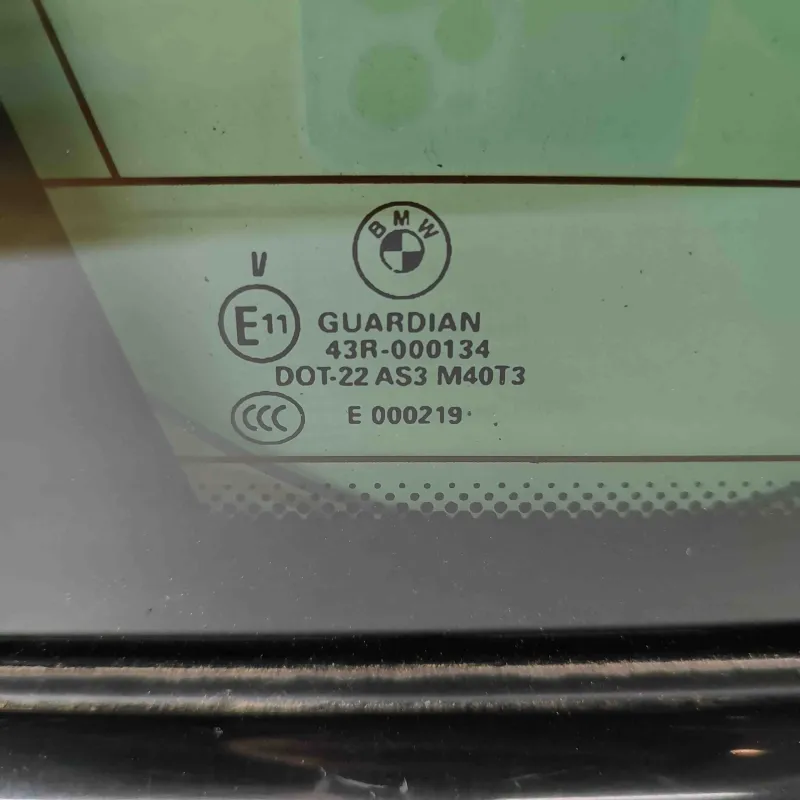 BMW
V
E11 GUARDIAN
43R-000134
DOT-22 AS3 M40T3
CCC E 000219